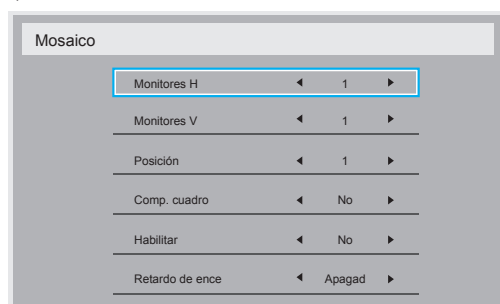 Mosaico
Monitores H ◄ 1 ►
Monitores V ◄ 1 ►
Posición ◄ 1 ►
Comp. cuadro ◄ No ►
Habilitar ◄ No ►
Retardo de ence ◄ Apagad ►